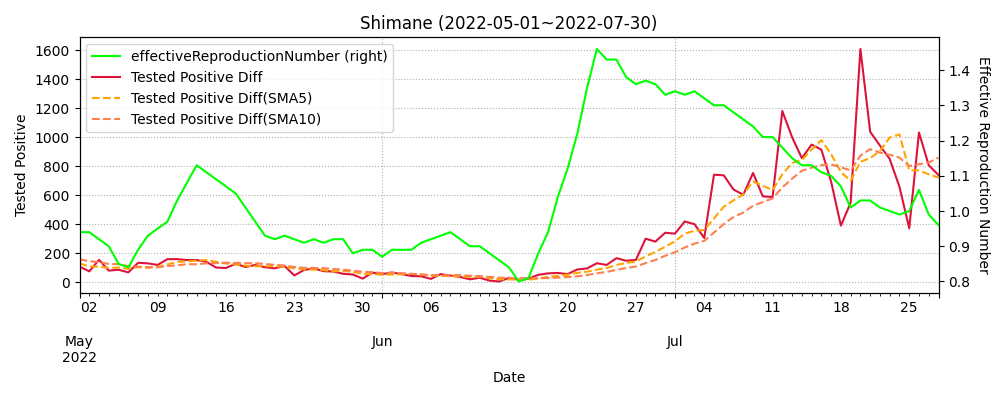 Shimane (2022-05-01~2022-07-30)
effectiveReproductionNumber (right)
Tested Positive Diff
Tested Positive Diff(SMA5)
Tested Positive Diff(SMA10)
Tested Positive
1600
1400
1200
1000
800
600
400
200
0
Effective Reproduction Number
1.4
1.3
1.2
1.1
1.0
0.9
0.8
02 09 16 23 30 06 13 20 27 04 11 18 25
May Jun Jul
2022
Date